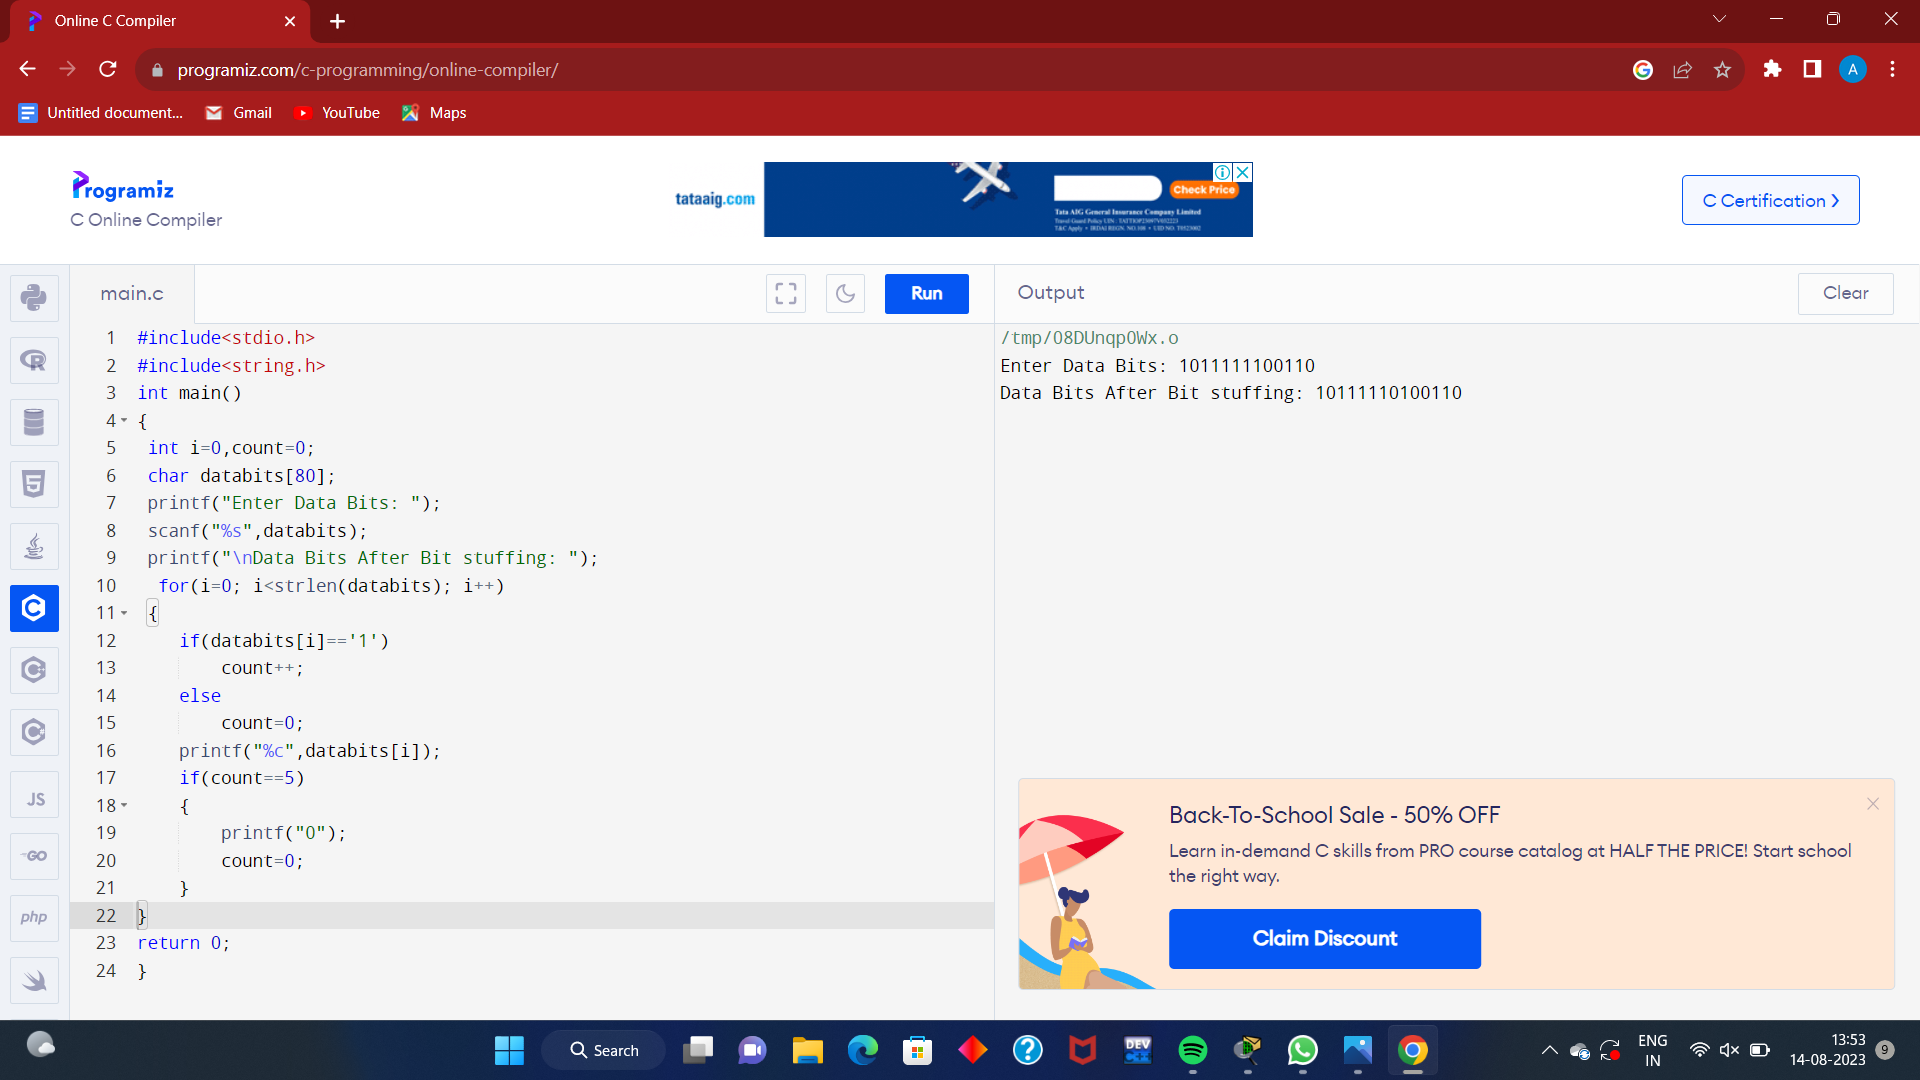 Online C Compiler
programiz.com/c-programming/online-compiler/
A
Untitled document...
Gmail
YouTube
Maps
Programiz
C Online Compiler
tataaig.com
Check Price
Tata AIG General Insurance Company Limited
C Certification
main.c
Run
Output
Clear
1 #include<stdio.h>
2 #include<string.h>
3 int main()
4 {
5 int i=0,count=0;
6 char databits[80];
7 printf("Enter Data Bits: ");
8 scanf("%s",databits);
9 printf("\nData Bits After Bit stuffing: ");
10 for(i=0; i<strlen(databits); i++)
11 {
12 if(databits[i]=='1')
13 count++;
14 else
15 count=0;
16 printf("%c",databits[i]);
17 if(count==5)
18 {
19 printf("0");
20 count=0;
21 }
22 }
23 return 0;
24 }
/tmp/08DUnqpOWx.o
Enter Data Bits: 1011111100110
Data Bits After Bit stuffing: 10111110100110
JS
GO
php
Back-To-School Sale - 50% OFF
Learn in-demand C skills from PRO course catalog at HALF THE PRICE! Start school
the right way.
Claim Discount
Search
DEV
C++
ENG
IN
13:53
14-08-2023
9